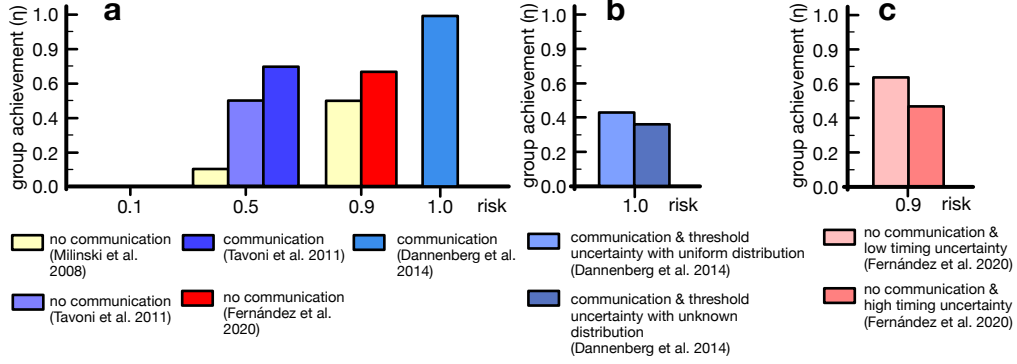 a
group achievement (η)
1.0
0.9
0.6
0.4
0.2
0.0
0.1
0.5
0.9
1.0
risk
no communication
(Milinski et al.
2008)
communication
(Tavoni et al. 2011)
communication
(Dannenberg et al.
2014)
no communication
(Tavoni et al. 2011)
no communication
(Fernández et al.
2020)
b
group achievement (η)
1.0
0.9
0.6
0.4
0.2
0.0
1.0
risk
communication & threshold
uncertainty with uniform distribution
(Dannenberg et al. 2014)
communication & threshold
uncertainty with unknown
distribution
(Dannenberg et al. 2014)
c
group achievement (η)
1.0
0.9
0.6
0.4
0.2
0.0
0.9
risk
no communication &
low timing uncertainty
(Fernández et al. 2020)
no communication &
high timing uncertainty
(Fernández et al. 2020)